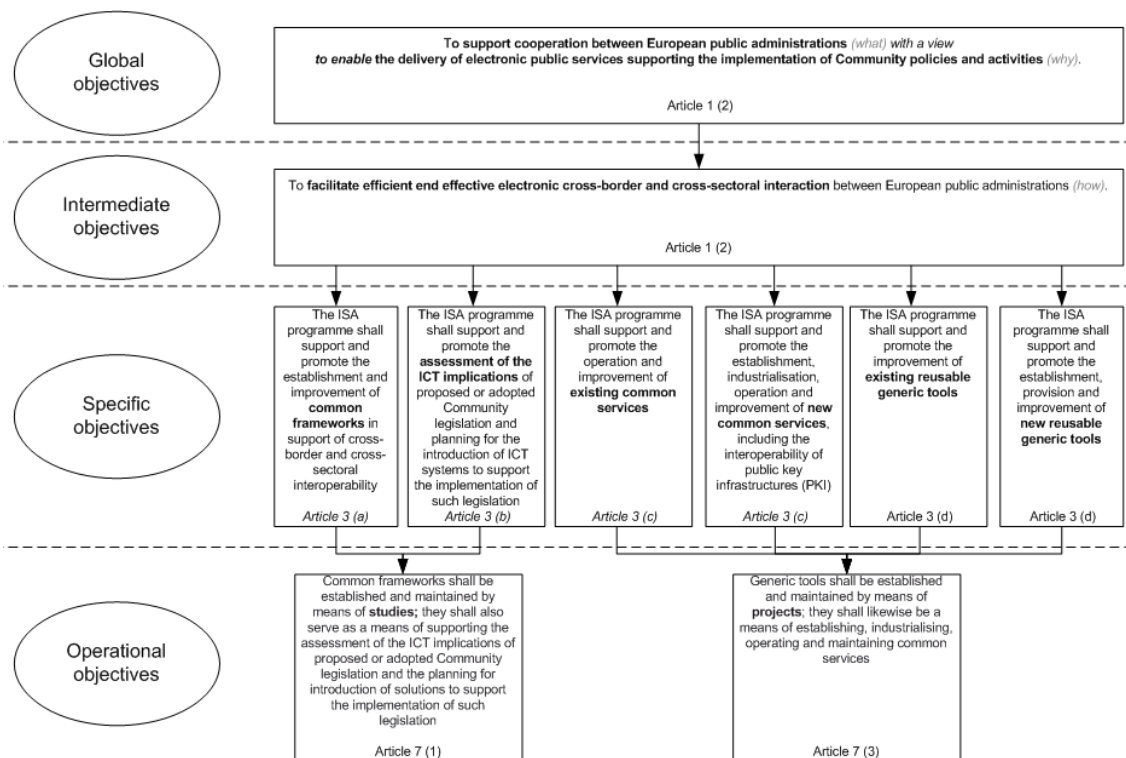 Global
objectives
To support cooperation between European public administrations (what) with a view
to enable the delivery of electronic public services supporting the implementation of Community policies and activities (why).
Article 1 (2)
Intermediate
objectives
To facilitate efficient end effective electronic cross-border and cross-sectoral interaction between European public administrations (how).
Article 1 (2)
Specific
objectives
The ISA
programme shall
support and
promote the
establishment and
improvement of
common
frameworks in
support of cross-
border and cross-
sectoral
interoperability
Article 3 (a)
The ISA programme
shall support and
promote the
assessment of the
ICT implications of
proposed or adopted
Community
legislation and
planning for the
introduction of ICT
systems to support
the implementation
of such legislation
Article 3 (b)
The ISA programme
shall support and
promote the
operation and
improvement of
existing common
services
Article 3 (c)
The ISA programme
shall support and
promote the
establishment,
industrialisation,
operation and
improvement of new
common services,
including the
interoperability of
public key
infrastructures (PKI)
Article 3 (c)
The ISA programme
shall support and
promote the
improvement of
existing reusable
generic tools
Article 3 (d)
The ISA
programme shall
support and
promote the
establishment,
provision and
improvement of
new reusable
generic tools
Article 3 (d)
Operational
objectives
Common frameworks shall be
established and maintained by
means of studies; they shall also
serve as a means of supporting the
assessment of the ICT implications of
proposed or adopted Community
legislation and the planning for
introduction of solutions to support
the implementation of such
legislation
Article 7 (1)
Generic tools shall be established
and maintained by means of
projects; they shall likewise be a
means of establishing, industrialising,
operating and maintaining common
services
Article 7 (3)